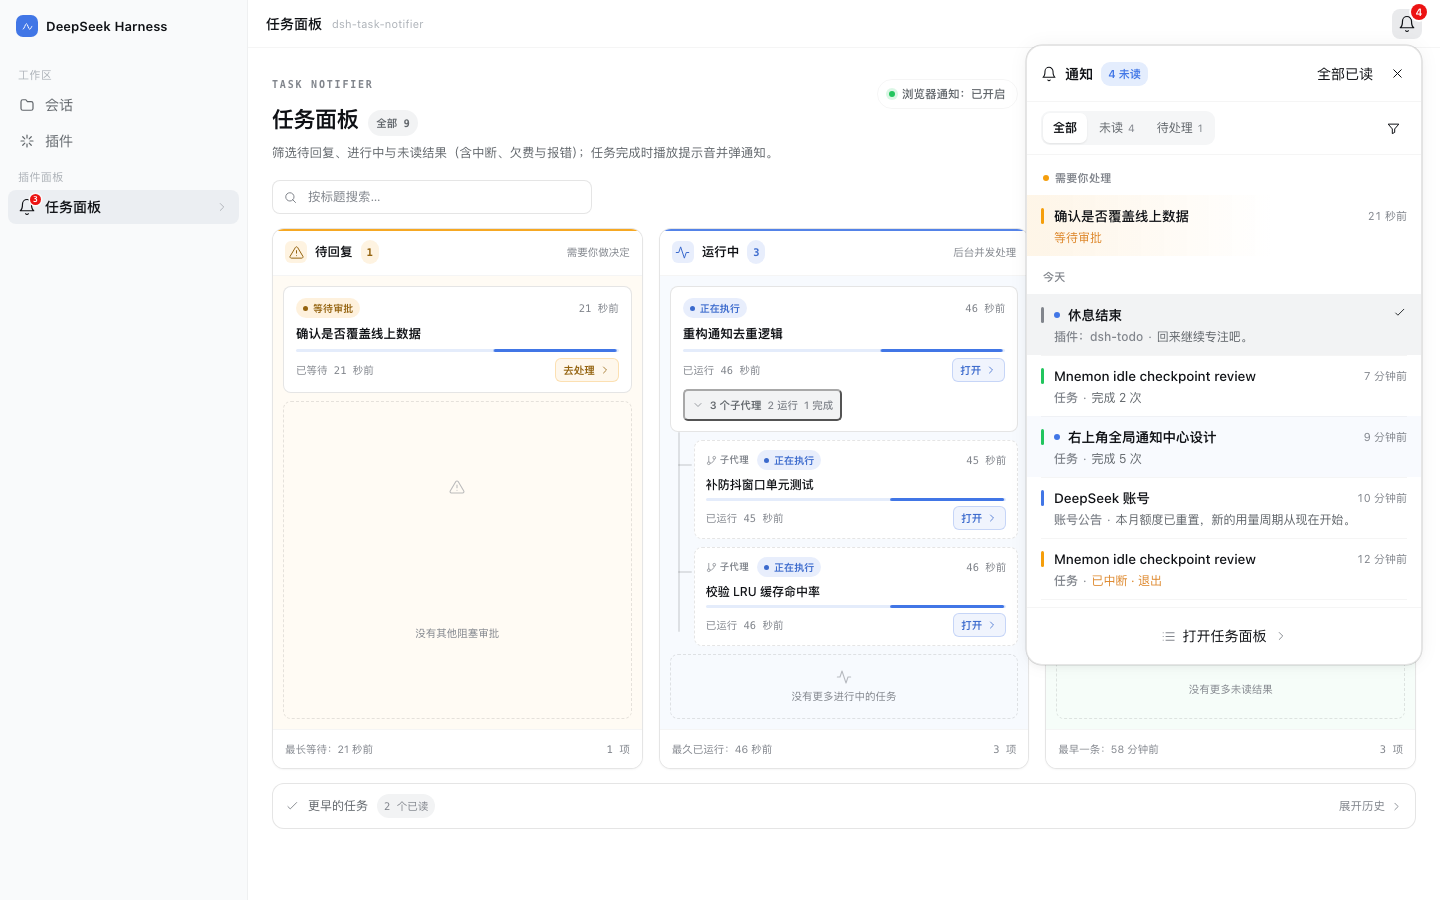 DeepSeek Harness
工作区
会话
插件
插件面板
3
任务面板
任务面板 dsh-task-notifier
4
TASK NOTIFIER
任务面板 全部 9
浏览器通知：已开启
筛选待回复、进行中与未读结果（含中断、欠费与报错）；任务完成时播放提示音并弹通知。
按标题搜索...
待回复 1 需要你做决定
等待审批 21 秒前
确认是否覆盖线上数据
已等待 21 秒前 去处理
没有其他阻塞审批
最长等待：21 秒前 1 项
运行中 3 后台并发处理
正在执行 46 秒前
重构通知去重逻辑
已运行 46 秒前 打开
3 个子代理 2 运行 1 完成
子代理 正在执行 45 秒前
补防抖窗口单元测试
已运行 45 秒前 打开
子代理 正在执行 46 秒前
校验 LRU 缓存命中率
已运行 46 秒前 打开
没有更多进行中的任务
最久已运行：46 秒前 3 项
没有更多未读结果
最早一条：58 分钟前 3 项
更早的任务 2 个已读 展开历史
通知 4 未读 全部已读
全部 未读 4 待处理 1
需要你处理
确认是否覆盖线上数据 21 秒前
等待审批
今天
休息结束
插件：dsh-todo · 回来继续专注吧。
Mnemon idle checkpoint review 7 分钟前
任务 · 完成 2 次
右上角全局通知中心设计 9 分钟前
任务 · 完成 5 次
DeepSeek 账号 10 分钟前
账号公告 · 本月额度已重置，新的用量周期从现在开始。
Mnemon idle checkpoint review 12 分钟前
任务 · 已中断 · 退出
打开任务面板